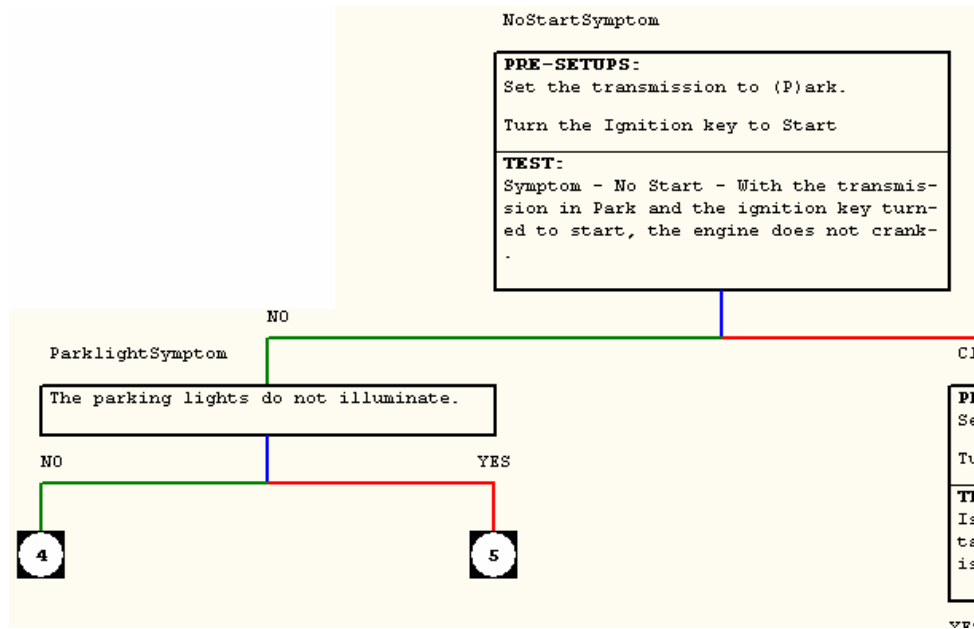 NoStartSymptom
PRE-SETUPS:
Set the transmission to (P)ark.
Turn the Ignition key to Start
TEST:
Symptom - No Start - With the transmis-
sion in Park and the ignition key turn-
ed to start, the engine does not crank-
.
NO
ParklightSymptom
The parking lights do not illuminate.
NO
YES
4
5